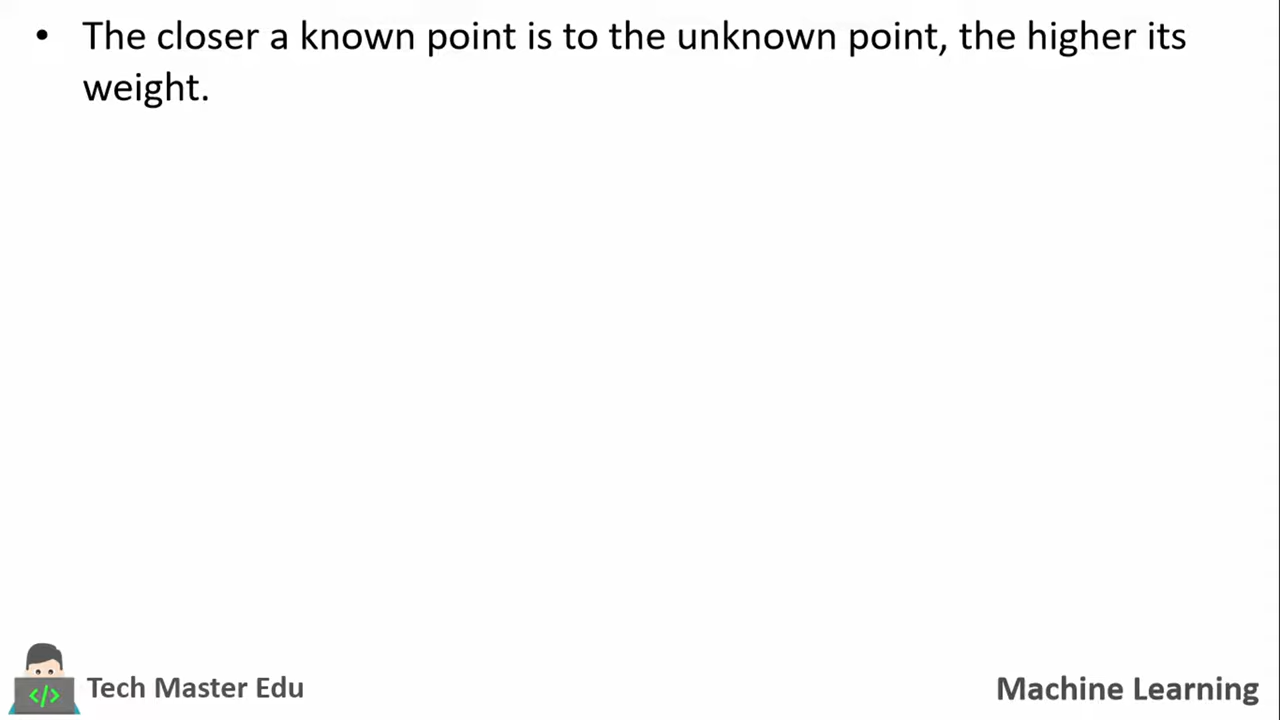 • The closer a known point is to the unknown point, the higher its
weight.
</>
Tech Master Edu
Machine Learning